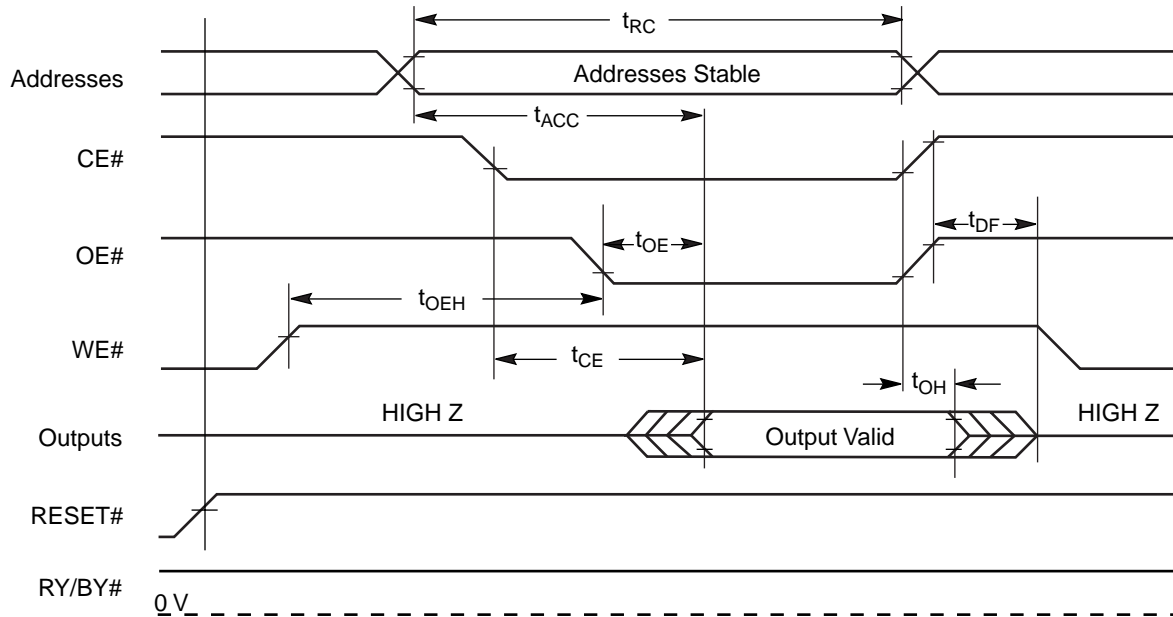 tRC
Addresses
Addresses Stable
tACC
CE#
tDF
OE#
tOE
tOEH
WE#
tCE
tOH
HIGH Z
HIGH Z
Outputs
Output Valid
RESET#
RY/BY#
0 V